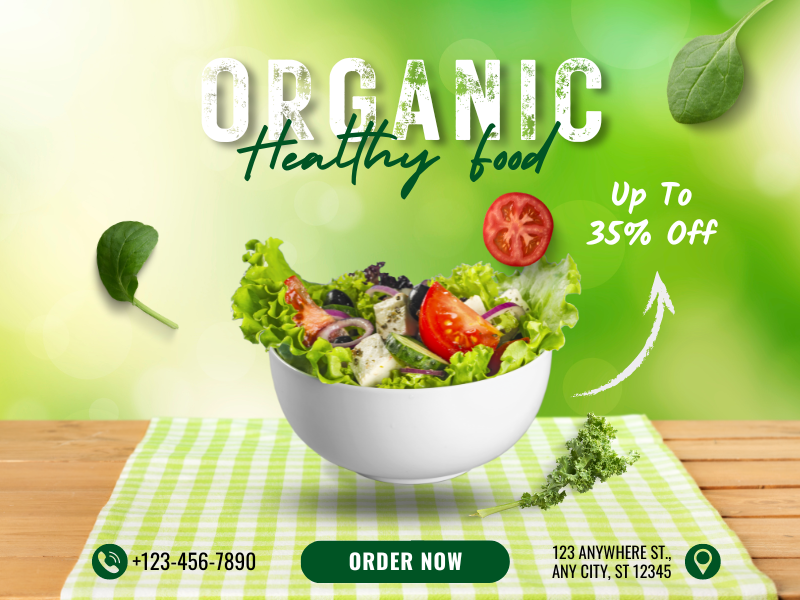 ORGANIC
Healthy food
Up To
35% Off
+123-456-7890
ORDER NOW
123 ANYWHERE ST.,
ANY CITY, ST 12345